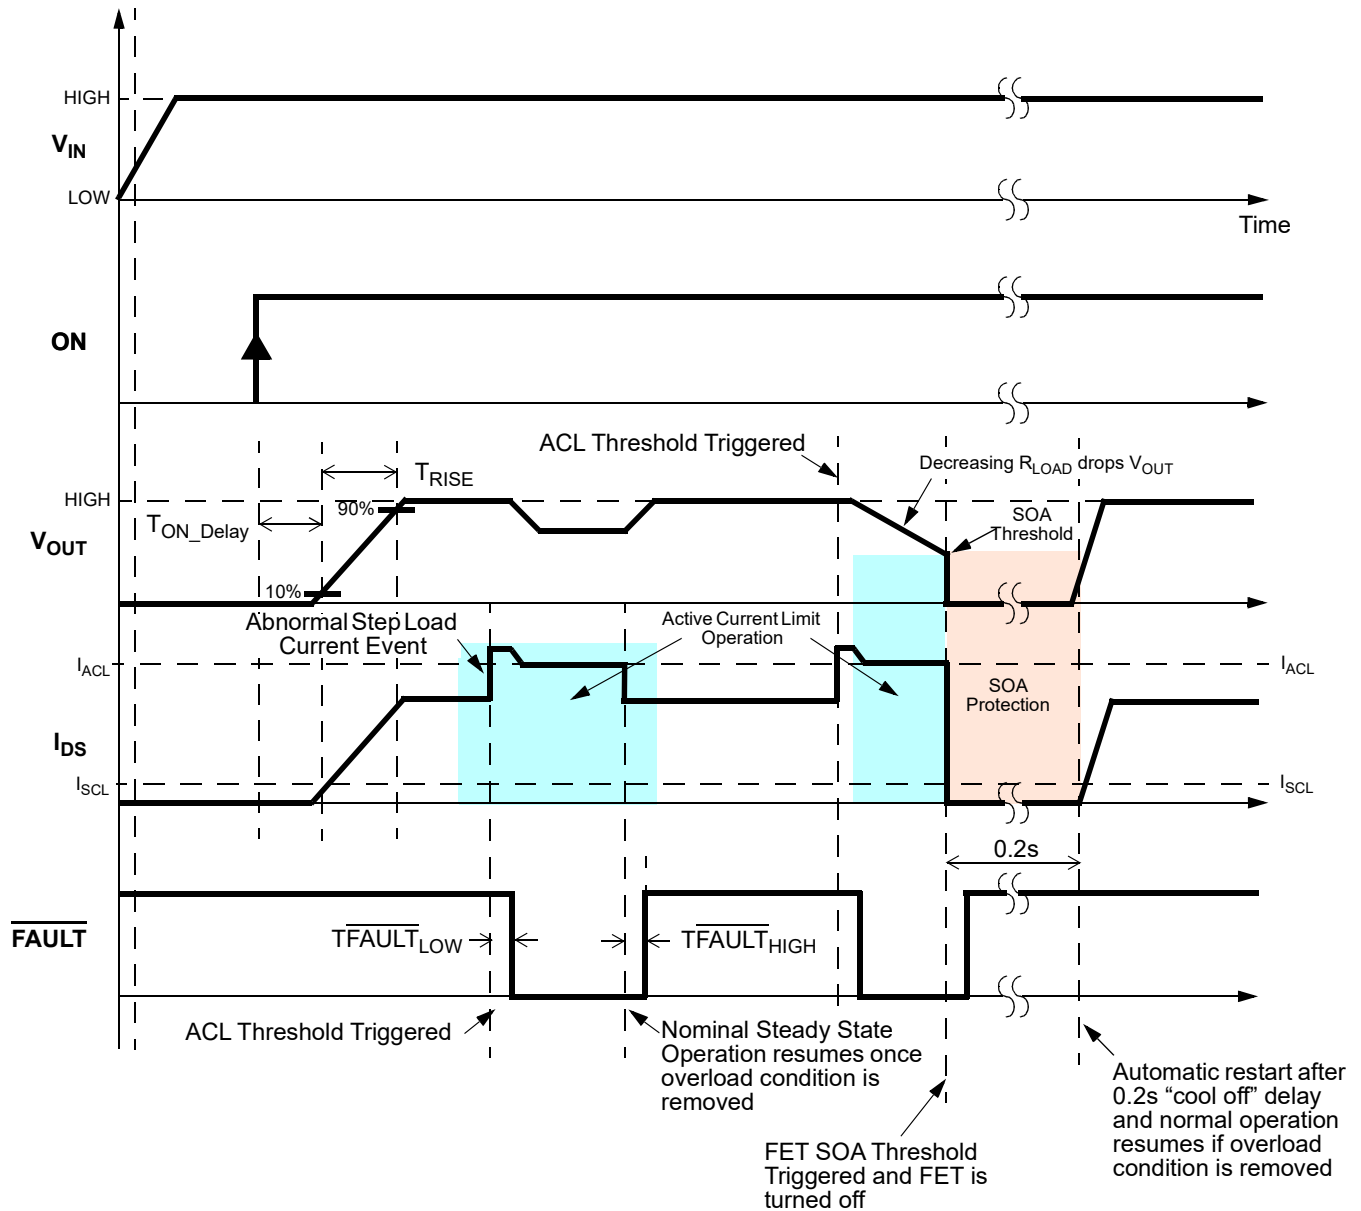 HIGH
VIN
LOW
Time
ON
ACL Threshold Triggered
Decreasing RLOAD drops VOUT
TRISE
HIGH
90%
TON_Delay
SOA
Threshold
VOUT
10%
Abnormal Step Load
Current Event
Active Current Limit
Operation
IACL
IACL
SOA
Protection
IDS
ISCL
ISCL
0.2s
FAULT
TFAULTLOW
TFAULTHIGH
ACL Threshold Triggered
Nominal Steady State
Operation resumes once
overload condition is
removed
Automatic restart after
0.2s “cool off” delay
and normal operation
resumes if overload
condition is removed
FET SOA Threshold
Triggered and FET is
turned off